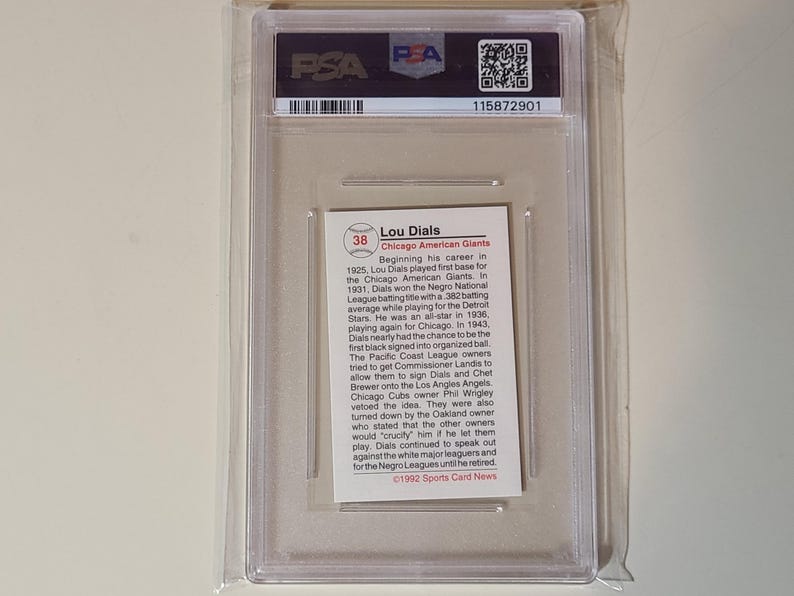 PSA
PSA
115872901
38
Lou Dials
Chicago American Giants
Beginning his career in
1925, Lou Dials played first base for
the Chicago American Giants. In
1931, Dials won the Negro National
League batting title with a .382 batting
average while playing for the Detroit
Stars. He was an all-star in 1936,
playing again for Chicago. In 1943,
Dials nearly had the chance to be the
first black signed into organized ball.
The Pacific Coast League owners
tried to get Commissioner Landis to
allow them to sign Dials and Chet
Brewer onto the Los Angles Angels.
Chicago Cubs owner Phil Wrigley
vetoed the idea. They were also
turned down by the Oakland owner
who stated that the other owners
would "crucify" him if he let them
play. Dials continued to speak out
against the white major leaguers and
for the Negro Leagues until he retired.
©1992 Sports Card News